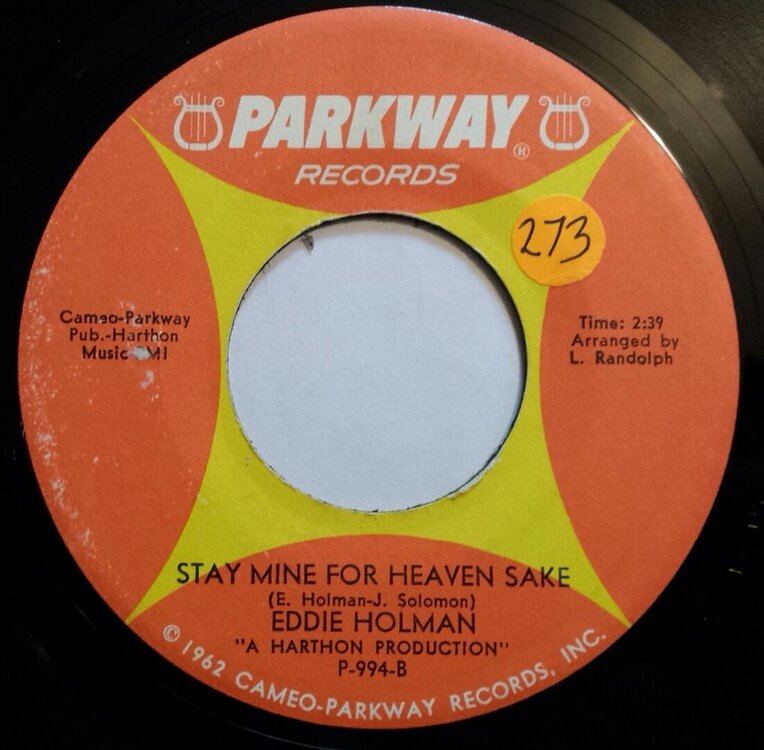 PARKWAY ®
RECORDS
273
Cameo-Parkway
Pub.-Harthon
Music
Time: 2:39
Arranged by
L. Randolph
STAY MINE FOR HEAVEN SAKE
(E. Holman-J. Solomon)
EDDIE HOLMAN
"A HARTHON PRODUCTION"
P-994-B
© 1962 CAMEO-PARKWAY RECORDS, INC.